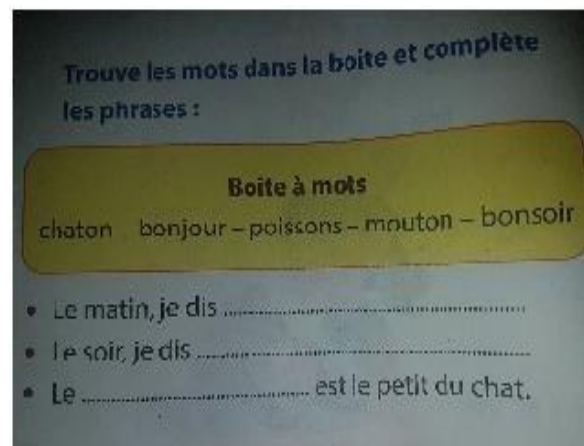 Trouve les mots dans la boite et complète
les phrases :
Boite à mots
chaton bonjour – poissons – mouton – bonsoir
• Le matin, je dis ........................................
• Le soir, je dis ............................................
• Le .............................. est le petit du chat.